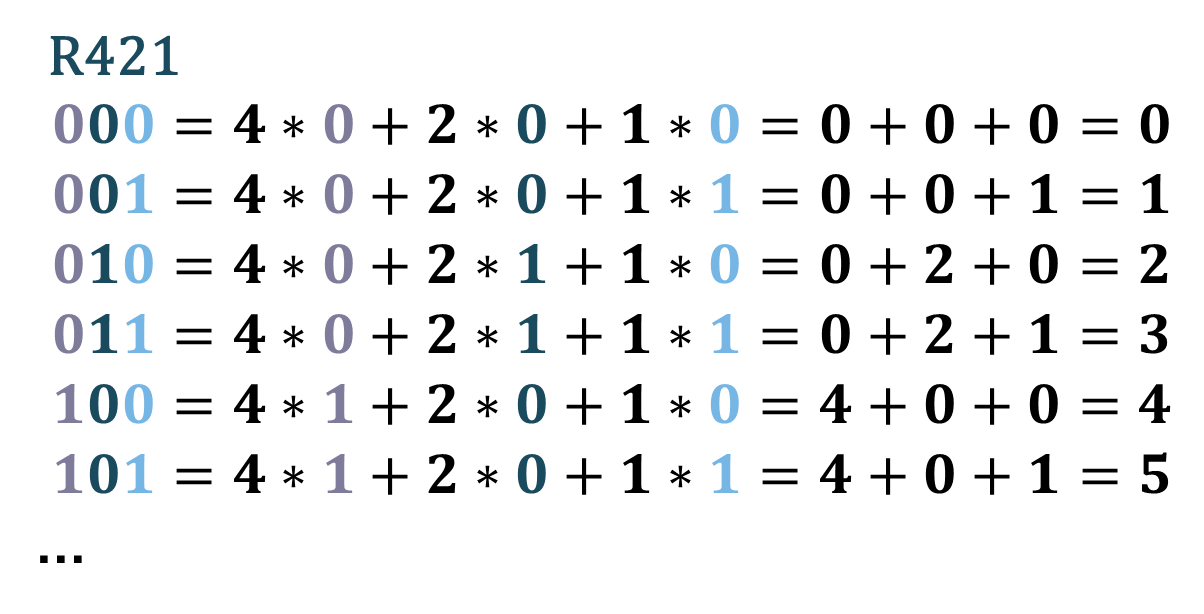 R421
000 = 4 * 0 + 2 * 0 + 1 * 0 = 0 + 0 + 0 = 0
001 = 4 * 0 + 2 * 0 + 1 * 1 = 0 + 0 + 1 = 1
010 = 4 * 0 + 2 * 1 + 1 * 0 = 0 + 2 + 0 = 2
011 = 4 * 0 + 2 * 1 + 1 * 1 = 0 + 2 + 1 = 3
100 = 4 * 1 + 2 * 0 + 1 * 0 = 4 + 0 + 0 = 4
101 = 4 * 1 + 2 * 0 + 1 * 1 = 4 + 0 + 1 = 5
...